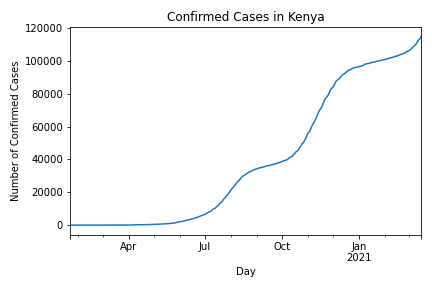 Confirmed Cases in Kenya
120000
100000
80000
60000
40000
20000
0
Number of Confirmed Cases
Apr
Jul
Oct
Jan
2021
Day